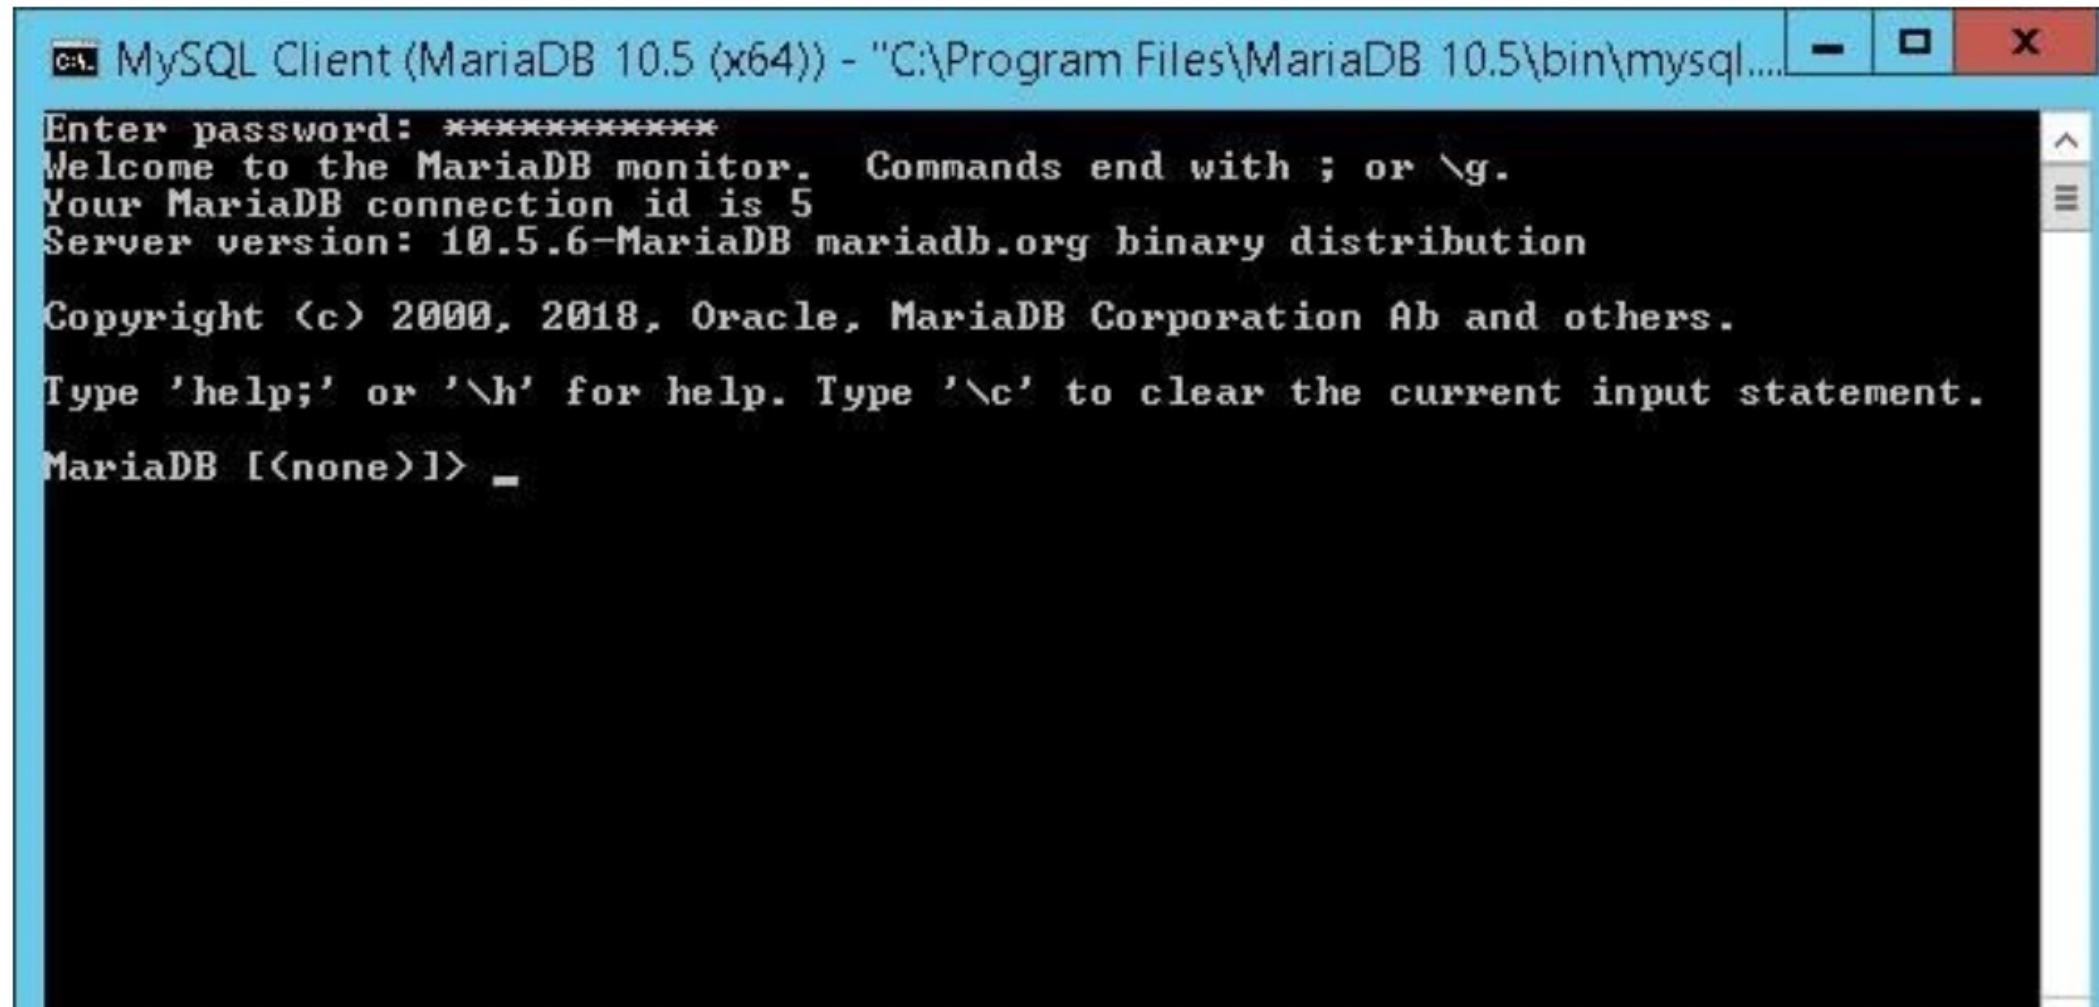 MySQL Client (MariaDB 10.5 (x64)) - "C:\Program Files\MariaDB 10.5\bin\mysql....
Enter password: ***********
Welcome to the MariaDB monitor.  Commands end with ; or \g.
Your MariaDB connection id is 5
Server version: 10.5.6-MariaDB mariadb.org binary distribution
Copyright (c) 2000, 2018, Oracle, MariaDB Corporation Ab and others.
Type 'help;' or '\h' for help. Type '\c' to clear the current input statement.
MariaDB [(none)]> _